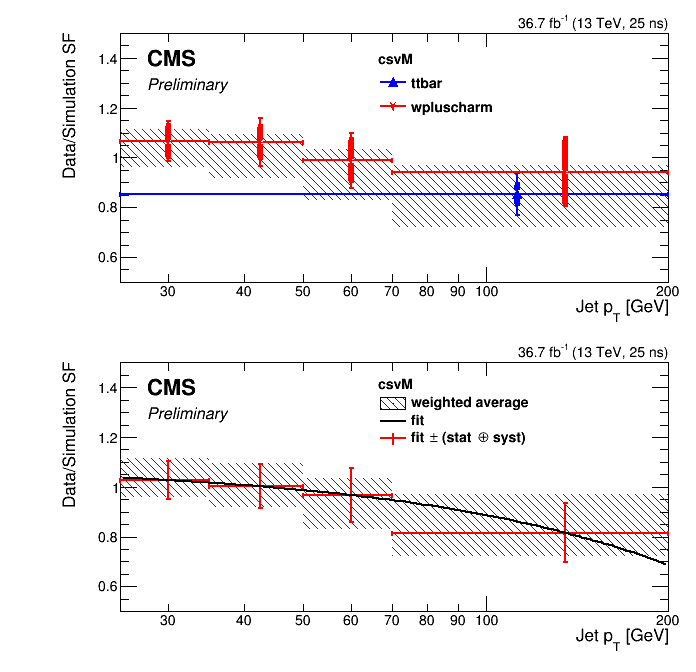 36.7 fb⁻¹ (13 TeV, 25 ns)
Data/Simulation SF
CMS
Preliminary
csvM
ttbar
wpluscharm
1.4
1.2
1
0.8
0.6
30 40 50 60 70 80 90 100 200
Jet p_T [GeV]
36.7 fb⁻¹ (13 TeV, 25 ns)
Data/Simulation SF
CMS
Preliminary
csvM
weighted average
fit
fit ± (stat ⊕ syst)
1.4
1.2
1
0.8
0.6
30 40 50 60 70 80 90 100 200
Jet p_T [GeV]